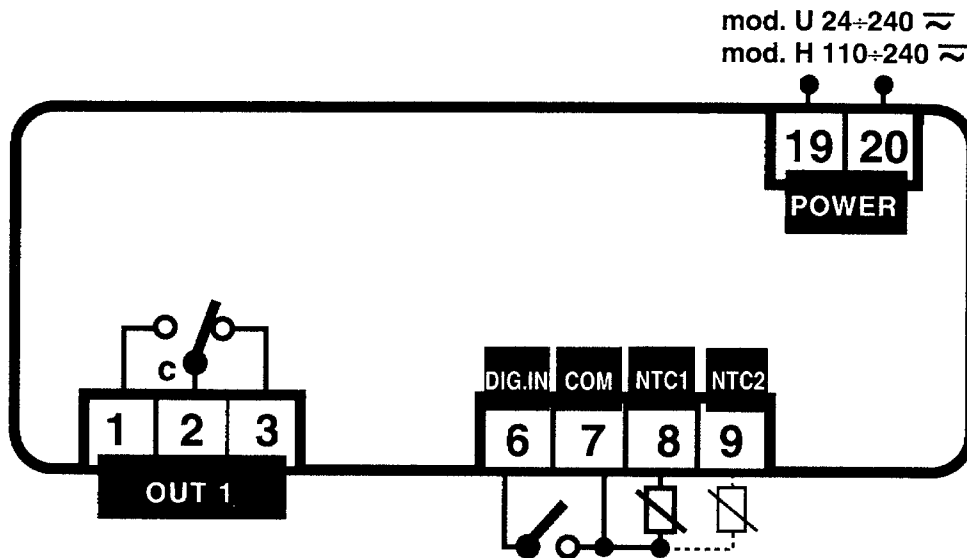 mod. U 24÷240 ⎓~
mod. H 110÷240 ⎓~
19 20
POWER
C
DIG.IN COM NTC1 NTC2
1 2 3
6 7 8 9
OUT 1